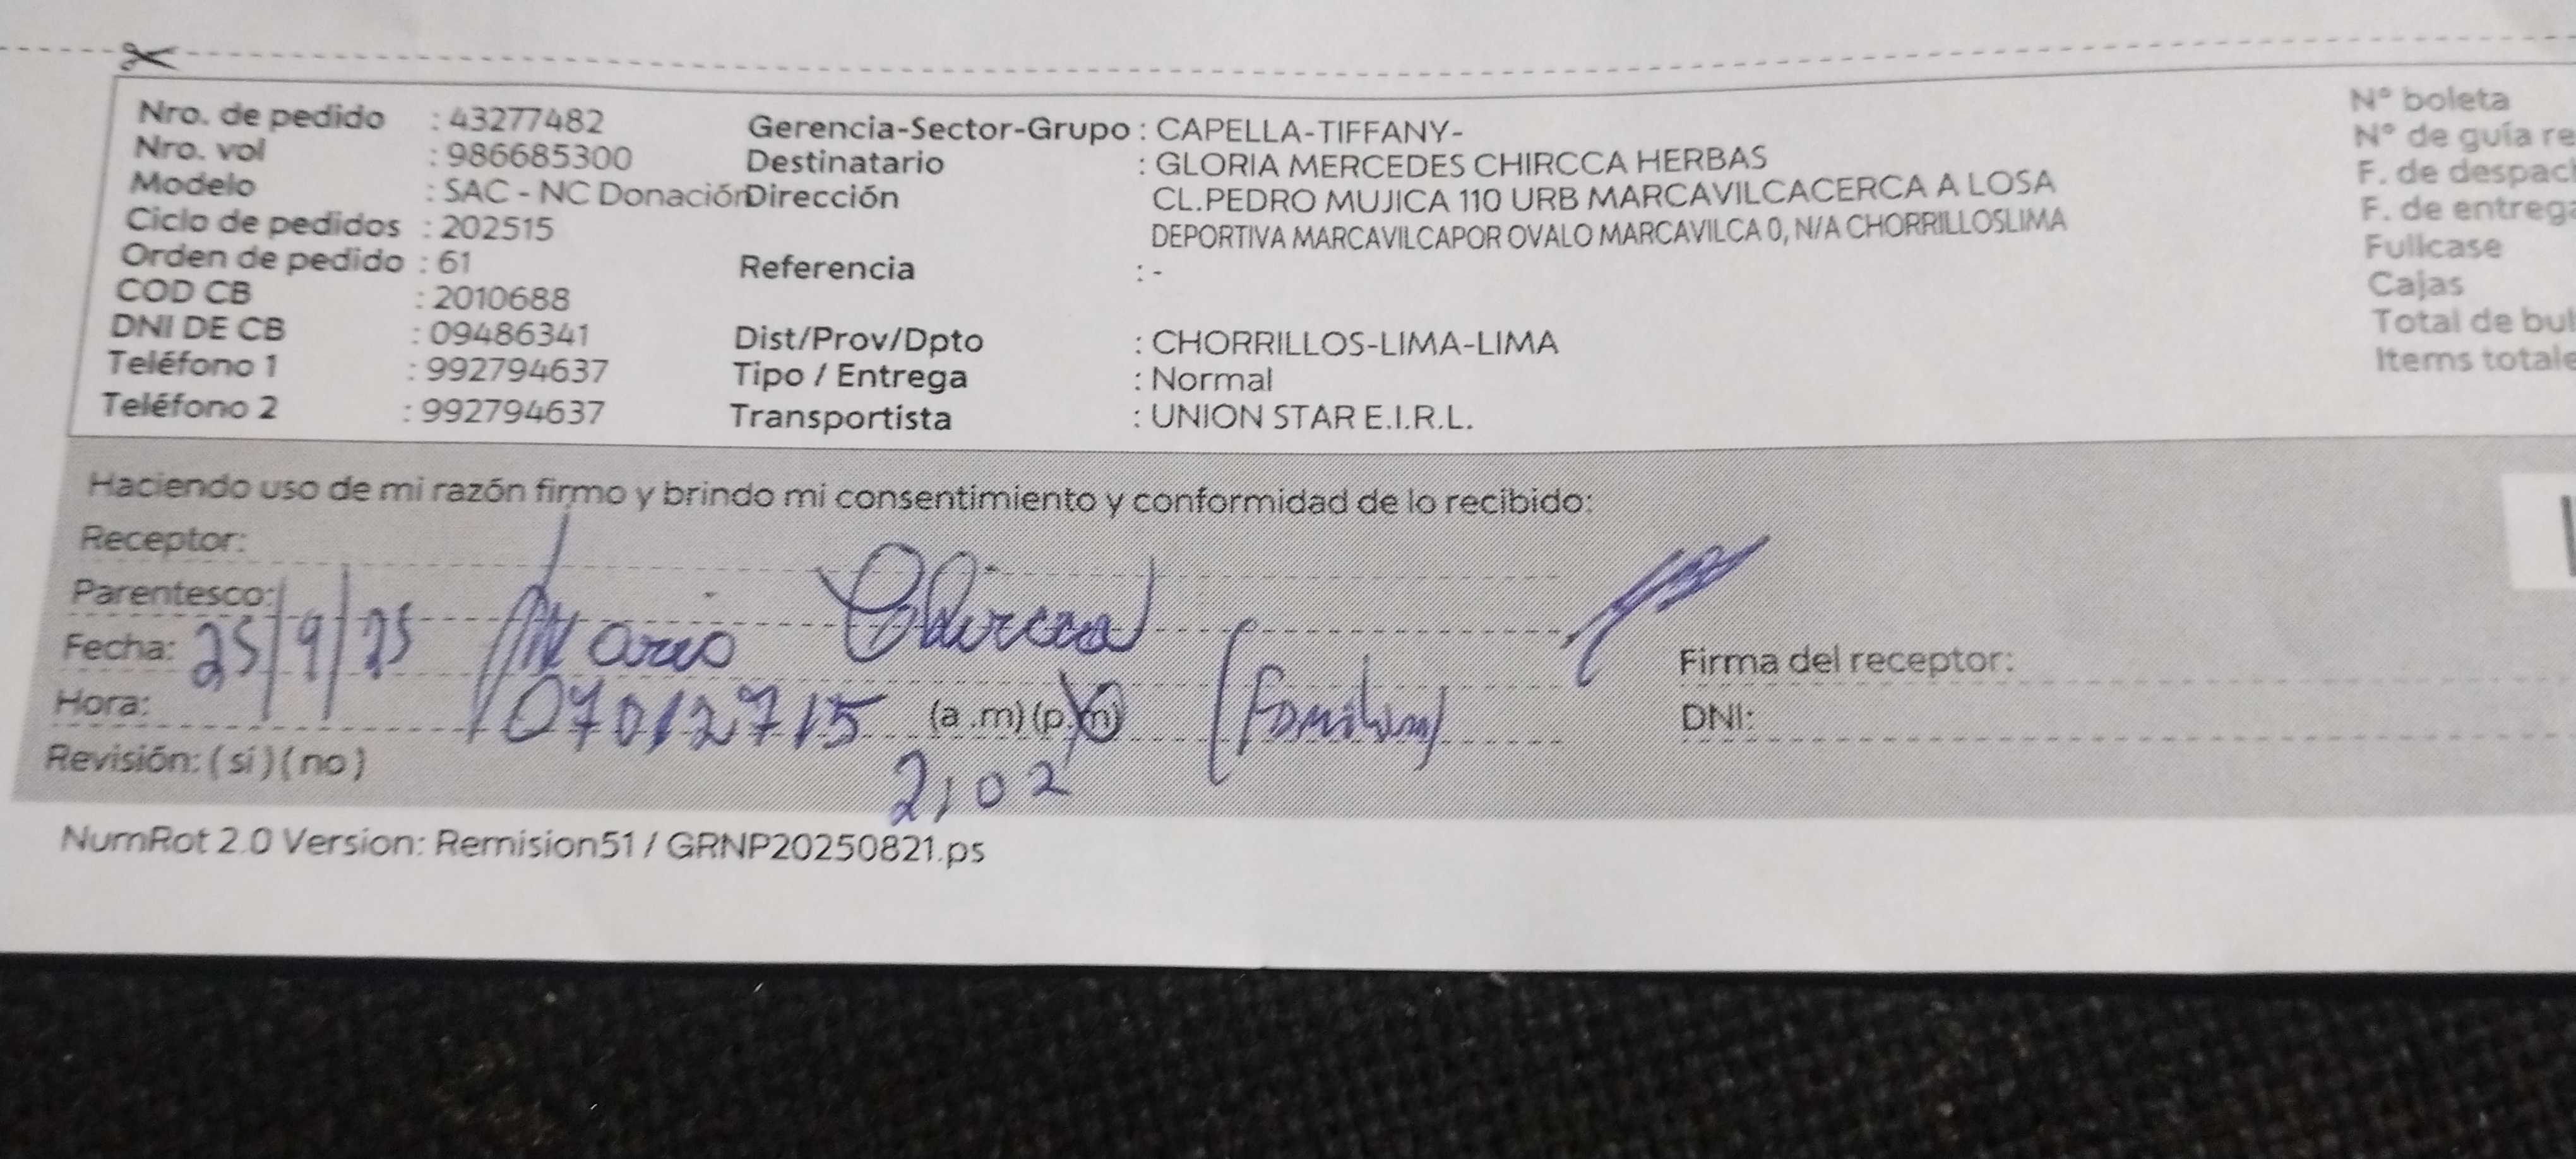 Nro. de pedido : 43277482
Nro. vol : 986685300
Modelo : SAC - NC Donación
Ciclo de pedidos : 202515
Orden de pedido : 61
COD CB : 2010688
DNI DE CB : 09486341
Teléfono 1 : 992794637
Teléfono 2 : 992794637
Gerencia-Sector-Grupo : CAPELLA-TIFFANY-
Destinatario : GLORIA MERCEDES CHIRCCA HERBAS
Dirección CL.PEDRO MUJICA 110 URB MARCAVILCACERCA A LOSA
DEPORTIVA MARCAVILCAPOR OVALO MARCAVILCA 0, N/A CHORRILLOSLIMA
Referencia : -
Dist/Prov/Dpto : CHORRILLOS-LIMA-LIMA
Tipo / Entrega : Normal
Transportista : UNION STAR E.I.R.L.
N° boleta
N° de guía re
F. de despac
F. de entrega
Fullcase
Cajas
Total de bul
Items totale
Haciendo uso de mi razón firmo y brindo mi consentimiento y conformidad de lo recibido:
Receptor:
Parentesco:
Mario Chircca
Fecha: 25/9/25
Hora: 07012715 (a.m) (p.m)
2,02
Revisión: ( si ) ( no )
Firma del receptor:
DNI:
NumRot 2.0 Version: Remision51 / GRNP20250821.ps